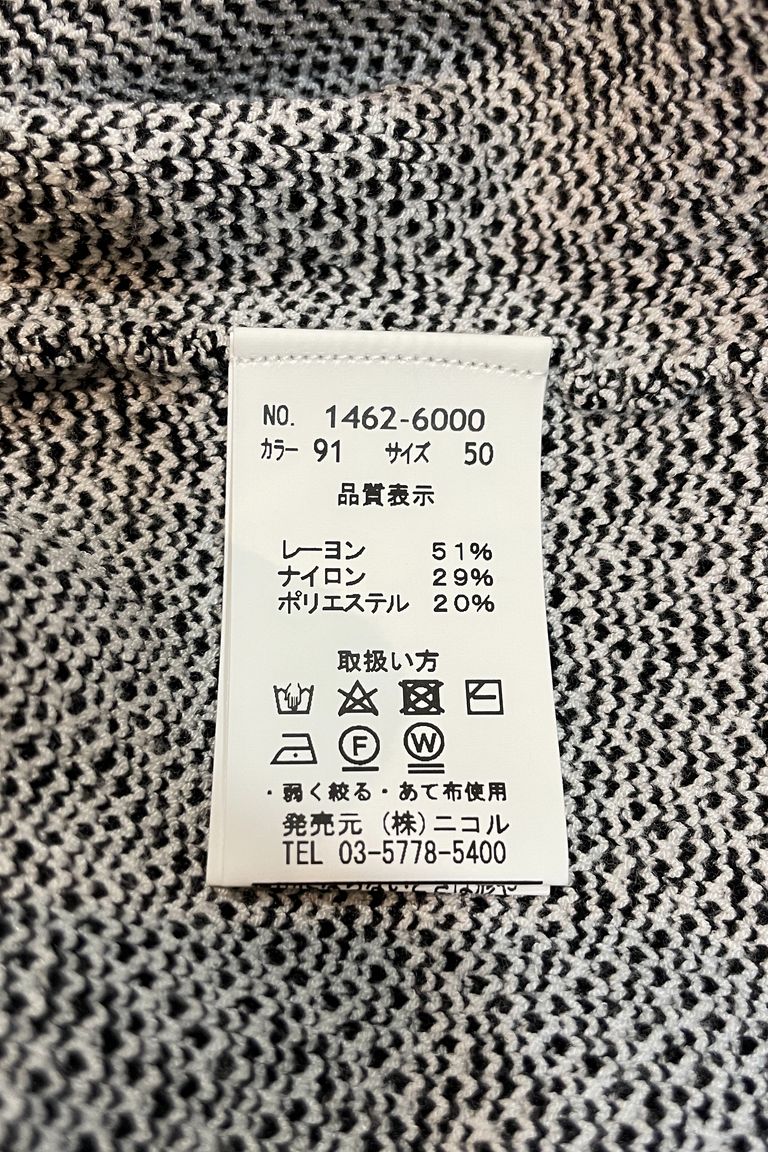 NO. 1462-6000
カラー 91 サイズ 50
品質表示
レーヨン 51%
ナイロン 29%
ポリエステル 20%
取扱い方
F W
・弱く絞る・あて布使用
発売元 (株)ニコル
TEL 03-5778-5400